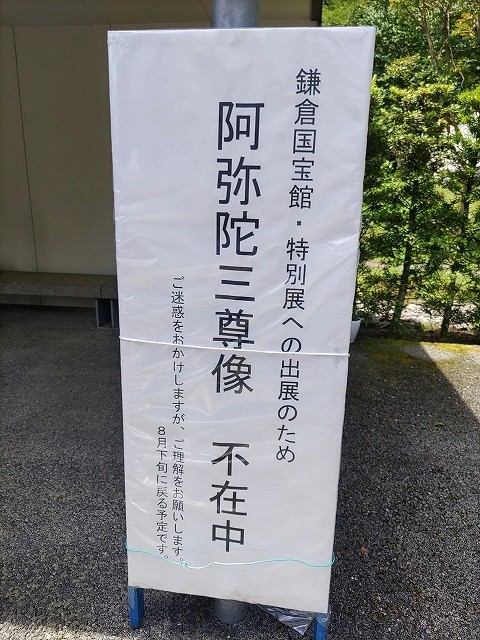 鎌倉国宝館・特別展への出展のため
阿弥陀三尊像　不在中
ご迷惑をおかけしますが、ご理解をお願いします。
８月下旬に戻る予定です。